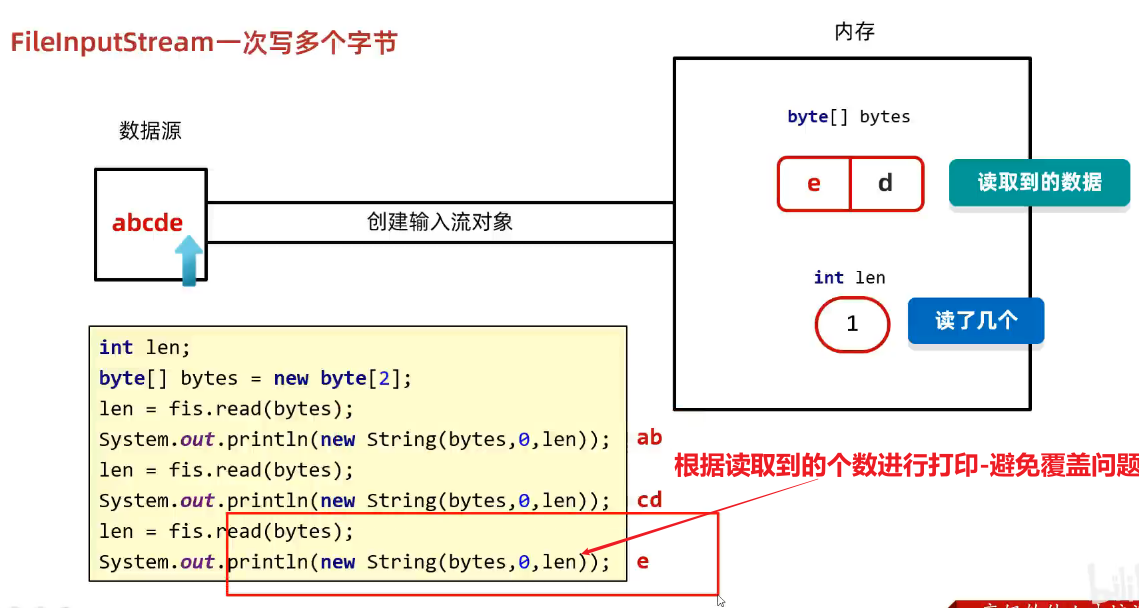 FileInputStream一次写多个字节
内存
数据源
byte[] bytes
abcde
创建输入流对象
e d
读取到的数据
int len
1
读了几个
int len;
byte[] bytes = new byte[2];
len = fis.read(bytes);
System.out.println(new String(bytes,0,len)); ab
根据读取到的个数进行打印-避免覆盖问题
len = fis.read(bytes);
System.out.println(new String(bytes,0,len)); cd
len = fis.read(bytes);
System.out.println(new String(bytes,0,len)); e